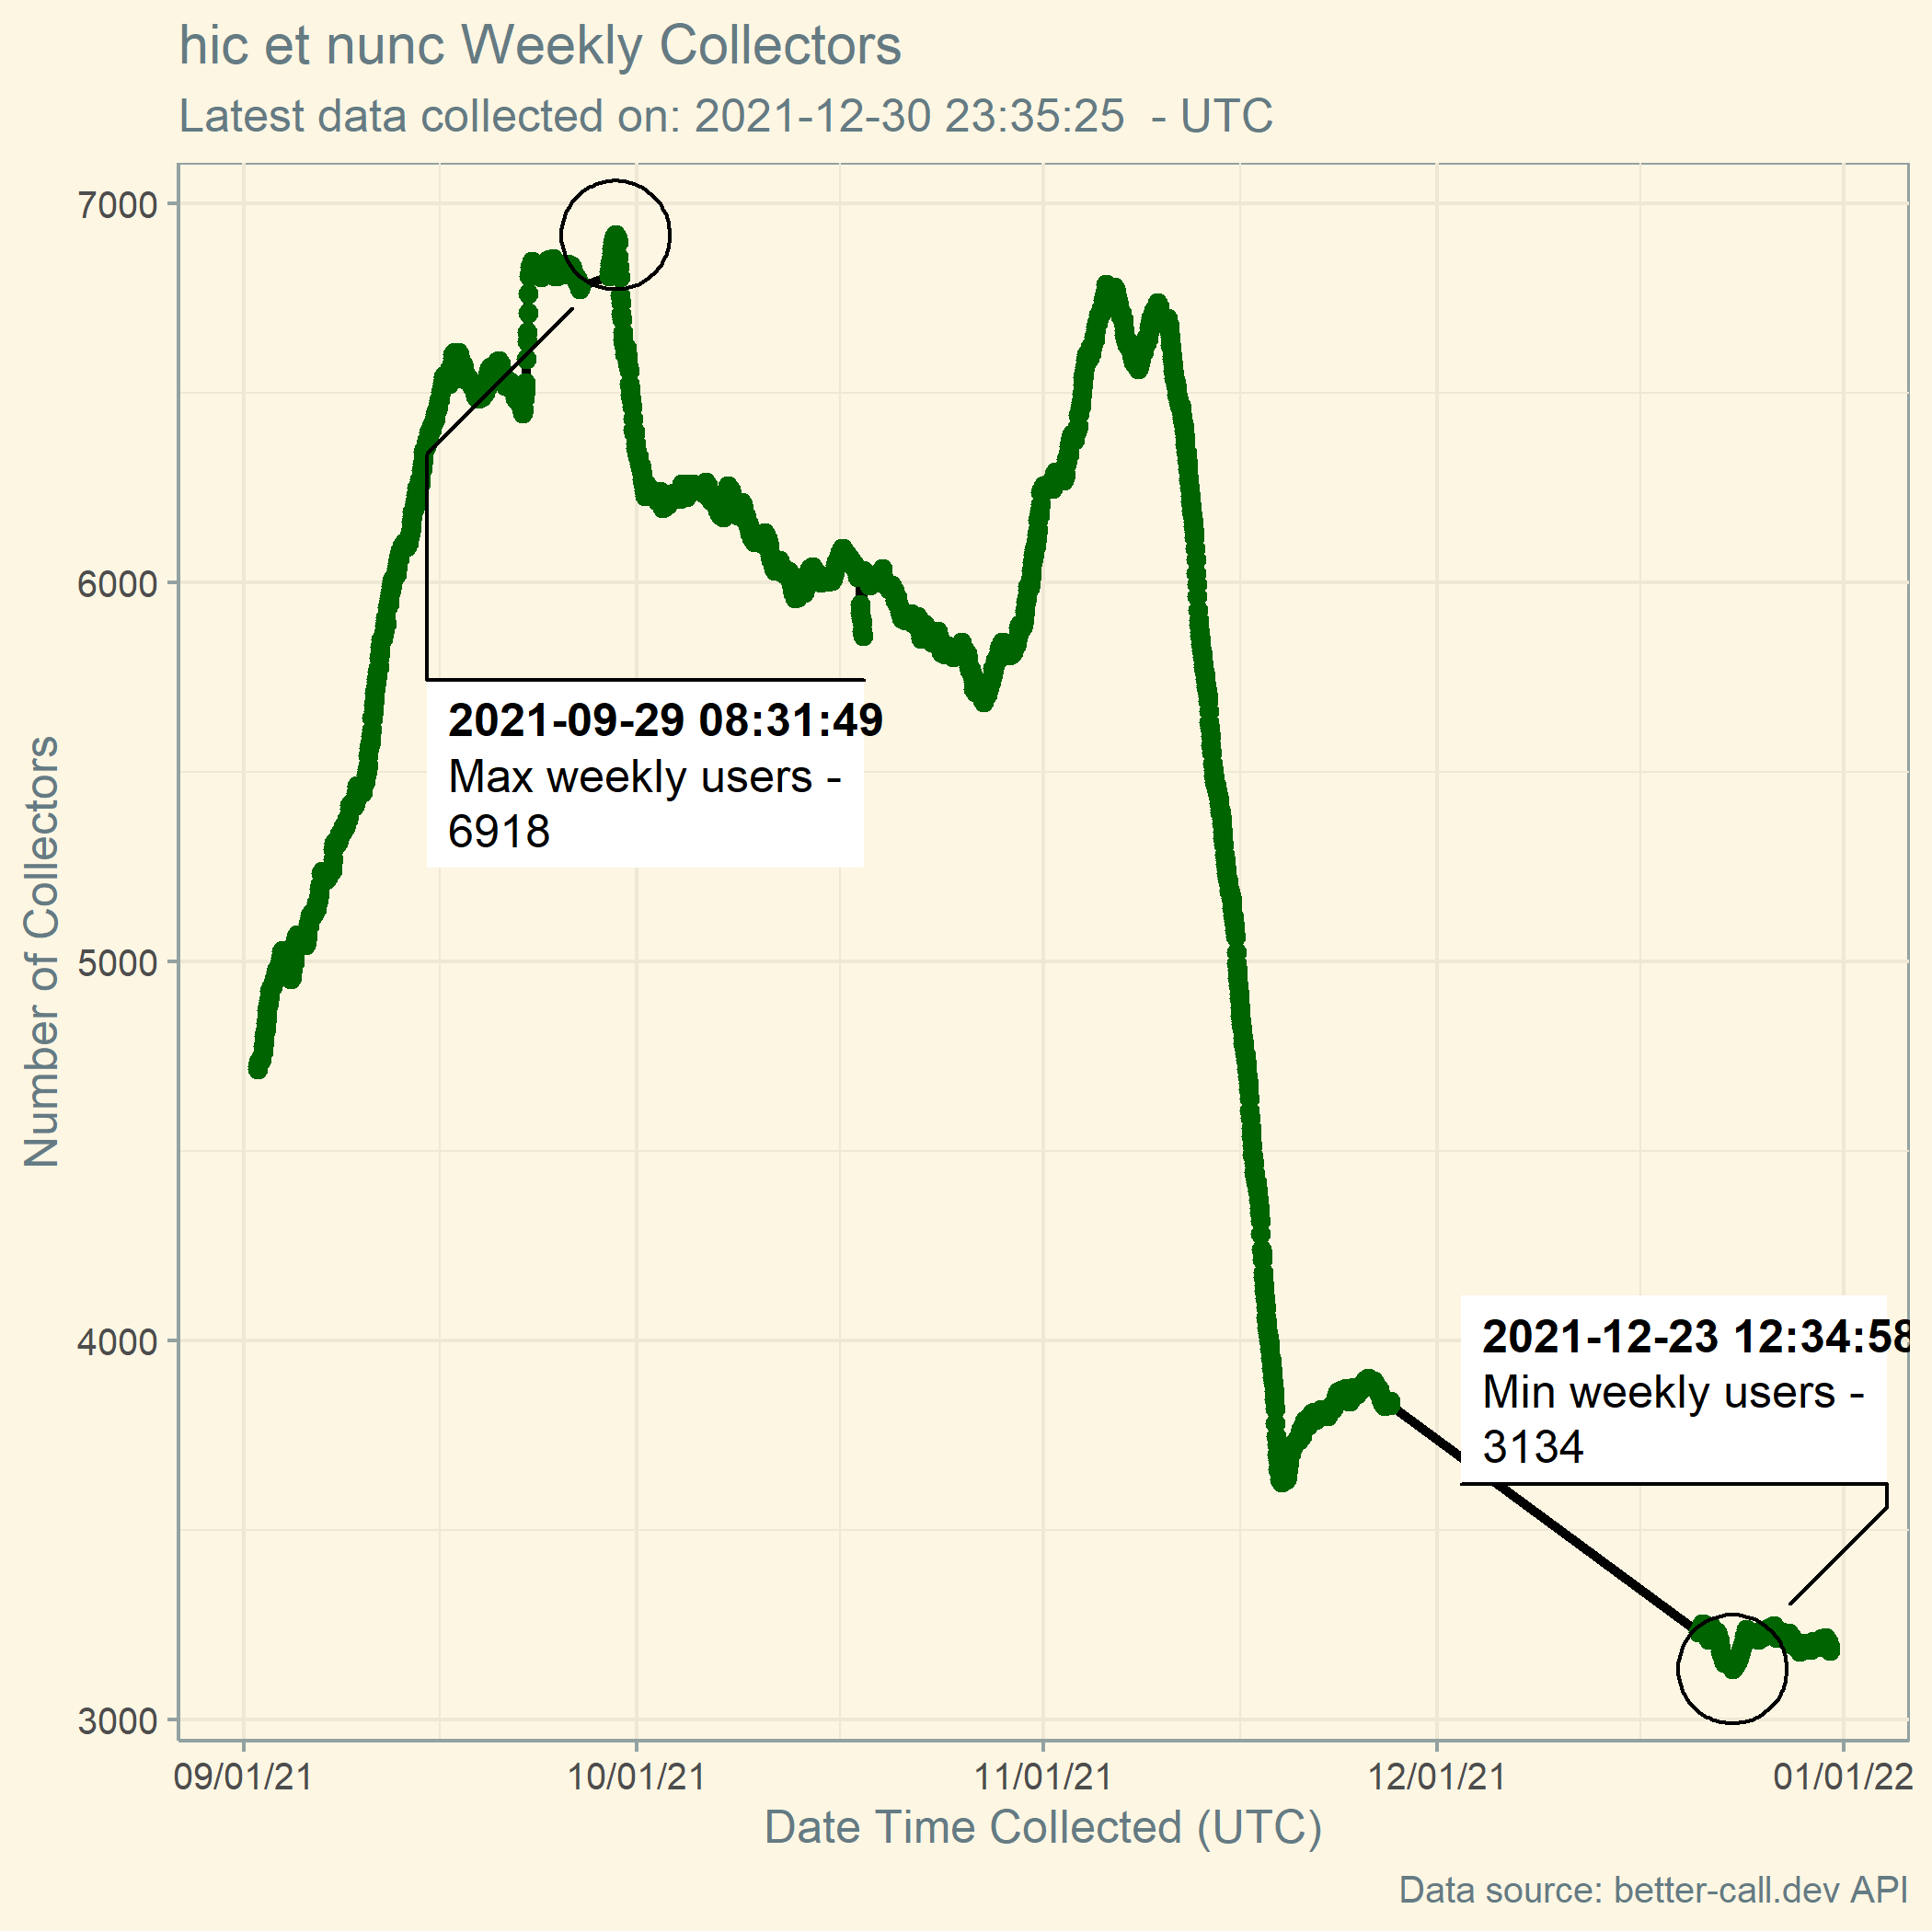 hic et nunc Weekly Collectors
Latest data collected on: 2021-12-30 23:35:25  - UTC
7000
6000
5000
4000
3000
Number of Collectors
2021-09-29 08:31:49
Max weekly users -
6918
2021-12-23 12:34:58
Min weekly users -
3134
09/01/21
10/01/21
11/01/21
12/01/21
01/01/22
Date Time Collected (UTC)
Data source: better-call.dev API